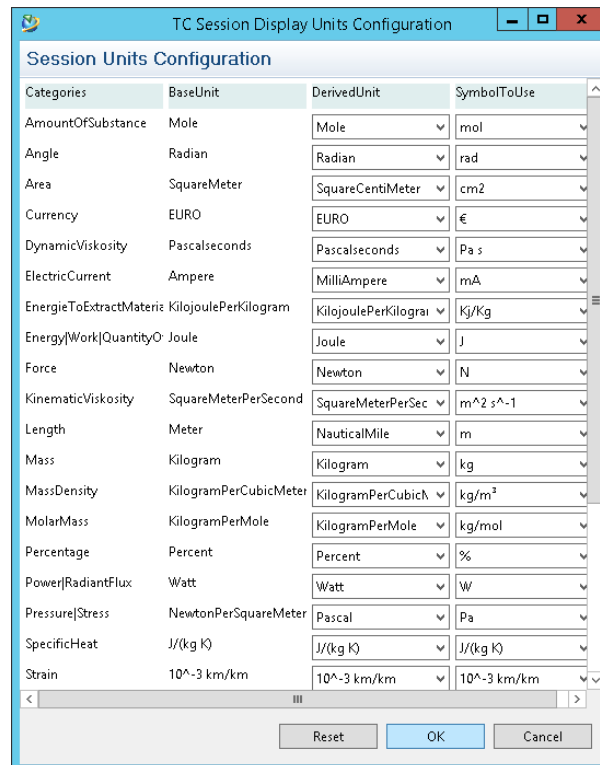 TC Session Display Units Configuration
Session Units Configuration
Categories BaseUnit DerivedUnit SymbolToUse
AmountOfSubstance Mole Mole mol
Angle Radian Radian rad
Area SquareMeter SquareCentiMeter cm2
Currency EURO EURO €
DynamicViskosity Pascalseconds Pascalseconds Pa s
ElectricCurrent Ampere MilliAmpere mA
EnergieToExtractMateria KilojoulePerKilogram KilojoulePerKilogra Kj/Kg
Energy|Work|QuantityO Joule Joule J
Force Newton Newton N
KinematicViskosity SquareMeterPerSecond SquareMeterPerSec m^2 s^-1
Length Meter NauticalMile m
Mass Kilogram Kilogram kg
MassDensity KilogramPerCubicMeter KilogramPerCubic kg/m³
MolarMass KilogramPerMole KilogramPerMole kg/mol
Percentage Percent Percent %
Power|RadiantFlux Watt Watt W
Pressure|Stress NewtonPerSquareMeter Pascal Pa
SpecificHeat J/(kg K) J/(kg K) J/(kg K)
Strain 10^-3 km/km 10^-3 km/km 10^-3 km/km
Reset OK Cancel